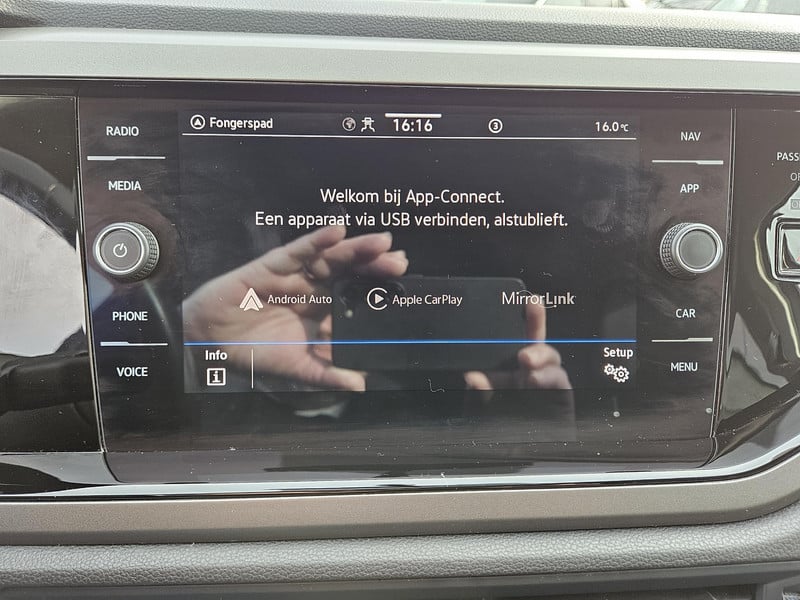 RADIO
MEDIA
PHONE
VOICE
Fongerspad
16:16
3
16.0°C
Welkom bij App-Connect.
Een apparaat via USB verbinden, alstublieft.
Android Auto
Apple CarPlay
MirrorLink
Info
i
Setup
NAV
APP
CAR
MENU